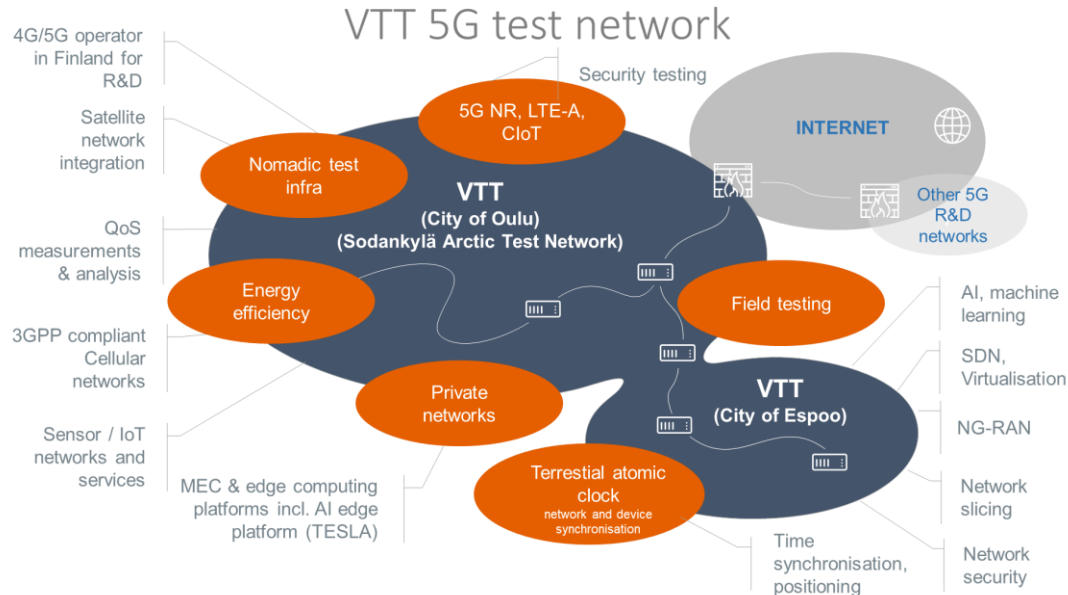 VTT 5G test network
4G/5G operator
in Finland for
R&D
Satellite
network
integration
QoS
measurements
& analysis
3GPP compliant
Cellular
networks
Sensor / IoT
networks and
services
MEC & edge computing
platforms incl. AI edge
platform (TESLA)
Security testing
5G NR, LTE-A,
CIoT
Nomadic test
infra
VTT
(City of Oulu)
(Sodankylä Arctic Test Network)
Energy
efficiency
Private
networks
Field testing
Terrestial atomic
clock
network and device
synchronisation
VTT
(City of Espoo)
INTERNET
Other 5G
R&D
networks
AI, machine
learning
SDN,
Virtualisation
NG-RAN
Network
slicing
Network
security
Time
synchronisation,
positioning